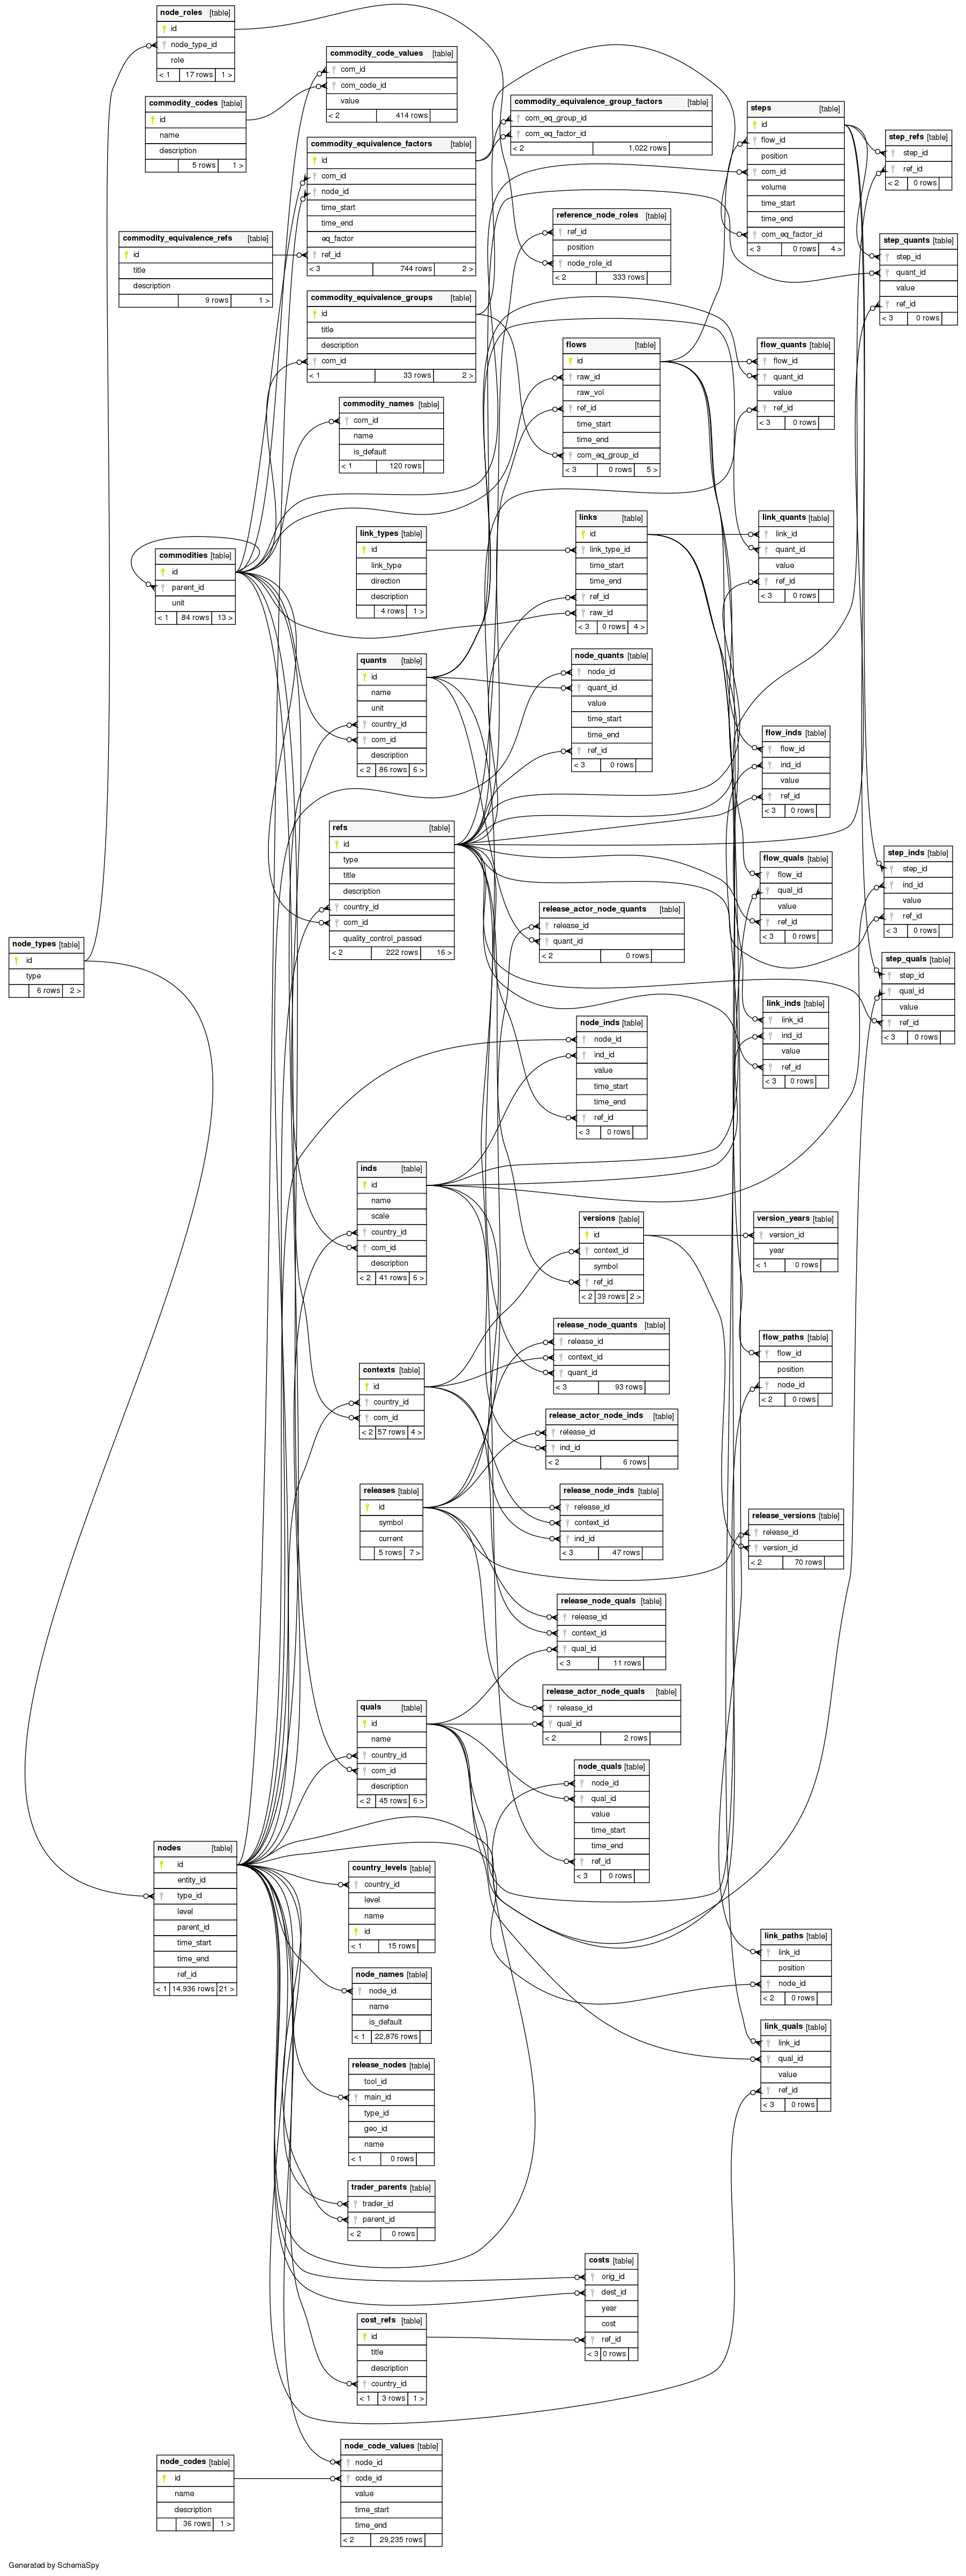 node_roles [table]
id
node_type_id
role
< 1 17 rows 1 >
commodity_code_values [table]
com_id
com_code_id
value
< 2 414 rows
commodity_codes [table]
id
name
description
5 rows 1 >
commodity_equivalence_group_factors [table]
com_eq_group_id
com_eq_factor_id
< 2 1,022 rows
steps [table]
id
flow_id
position
com_id
volume
time_start
time_end
com_eq_factor_id
< 3 0 rows 4 >
step_refs [table]
step_id
ref_id
< 2 0 rows
commodity_equivalence_factors [table]
id
com_id
node_id
time_start
time_end
eq_factor
ref_id
< 3 744 rows 2 >
commodity_equivalence_refs [table]
id
title
description
9 rows 1 >
reference_node_roles [table]
ref_id
position
node_role_id
< 2 333 rows
step_quants [table]
step_id
quant_id
value
ref_id
< 3 0 rows
commodity_equivalence_groups [table]
id
title
description
com_id
< 1 33 rows 2 >
flows [table]
id
raw_id
raw_vol
ref_id
time_start
time_end
com_eq_group_id
< 3 0 rows 5 >
flow_quants [table]
flow_id
quant_id
value
ref_id
< 3 0 rows
commodity_names [table]
com_id
name
is_default
< 1 120 rows
links [table]
id
link_type_id
time_start
time_end
ref_id
raw_id
< 3 0 rows 4 >
link_quants [table]
link_id
quant_id
value
ref_id
< 3 0 rows
link_types [table]
id
link_type
direction
description
4 rows 1 >
commodities [table]
id
parent_id
unit
< 1 84 rows 13 >
quants [table]
id
name
unit
country_id
com_id
description
< 2 86 rows 6 >
node_quants [table]
node_id
quant_id
value
time_start
time_end
ref_id
< 3 0 rows
flow_inds [table]
flow_id
ind_id
value
ref_id
< 3 0 rows
refs [table]
id
type
title
description
country_id
com_id
quality_control_passed
< 2 222 rows 16 >
flow_quals [table]
flow_id
qual_id
value
ref_id
< 3 0 rows
step_inds [table]
step_id
ind_id
value
ref_id
< 3 0 rows
release_actor_node_quants [table]
release_id
quant_id
< 2 0 rows
node_types [table]
id
type
6 rows 2 >
step_quals [table]
step_id
qual_id
value
ref_id
< 3 0 rows
link_inds [table]
link_id
ind_id
value
ref_id
< 3 0 rows
node_inds [table]
node_id
ind_id
value
time_start
time_end
ref_id
< 3 0 rows
inds [table]
id
name
scale
country_id
com_id
description
< 2 41 rows 6 >
versions [table]
id
context_id
symbol
ref_id
< 2 39 rows 2 >
version_years [table]
version_id
year
< 1 0 rows
release_node_quants [table]
release_id
context_id
quant_id
< 3 93 rows
flow_paths [table]
flow_id
position
node_id
< 2 0 rows
contexts [table]
id
country_id
com_id
< 2 57 rows 4 >
release_actor_node_inds [table]
release_id
ind_id
< 2 6 rows
releases [table]
id
symbol
current
5 rows 7 >
release_node_inds [table]
release_id
context_id
ind_id
< 3 47 rows
release_versions [table]
release_id
version_id
< 2 70 rows
release_node_quals [table]
release_id
context_id
qual_id
< 3 11 rows
release_actor_node_quals [table]
release_id
qual_id
< 2 2 rows
quals [table]
id
name
country_id
com_id
description
< 2 45 rows 6 >
node_quals [table]
node_id
qual_id
value
time_start
time_end
ref_id
< 3 0 rows
nodes [table]
id
entity_id
type_id
level
parent_id
time_start
time_end
ref_id
< 1 14,936 rows 21 >
country_levels [table]
country_id
level
name
id
< 1 15 rows
link_paths [table]
link_id
position
node_id
< 2 0 rows
node_names [table]
node_id
name
is_default
< 1 22,876 rows
link_quals [table]
link_id
qual_id
value
ref_id
< 3 0 rows
release_nodes [table]
tool_id
main_id
type_id
geo_id
name
< 1 0 rows
trader_parents [table]
trader_id
parent_id
< 2 0 rows
costs [table]
orig_id
dest_id
year
cost
ref_id
< 3 0 rows
cost_refs [table]
id
title
description
country_id
< 1 3 rows 1 >
node_codes [table]
id
name
description
36 rows 1 >
node_code_values [table]
node_id
code_id
value
time_start
time_end
< 2 29,235 rows
Generated by SchemaSpy